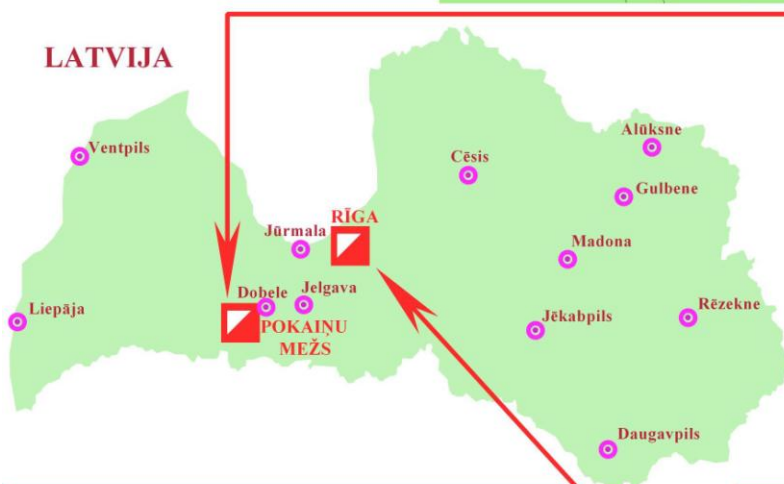 LATVIJA
Ventpils
Cēsis
Alūksne
Gulbene
RĪGA
Jūrmala
Madona
Dobele
Jelgava
Liepāja
POKAIŅU
MEŽS
Jēkabpils
Rēzekne
Daugavpils